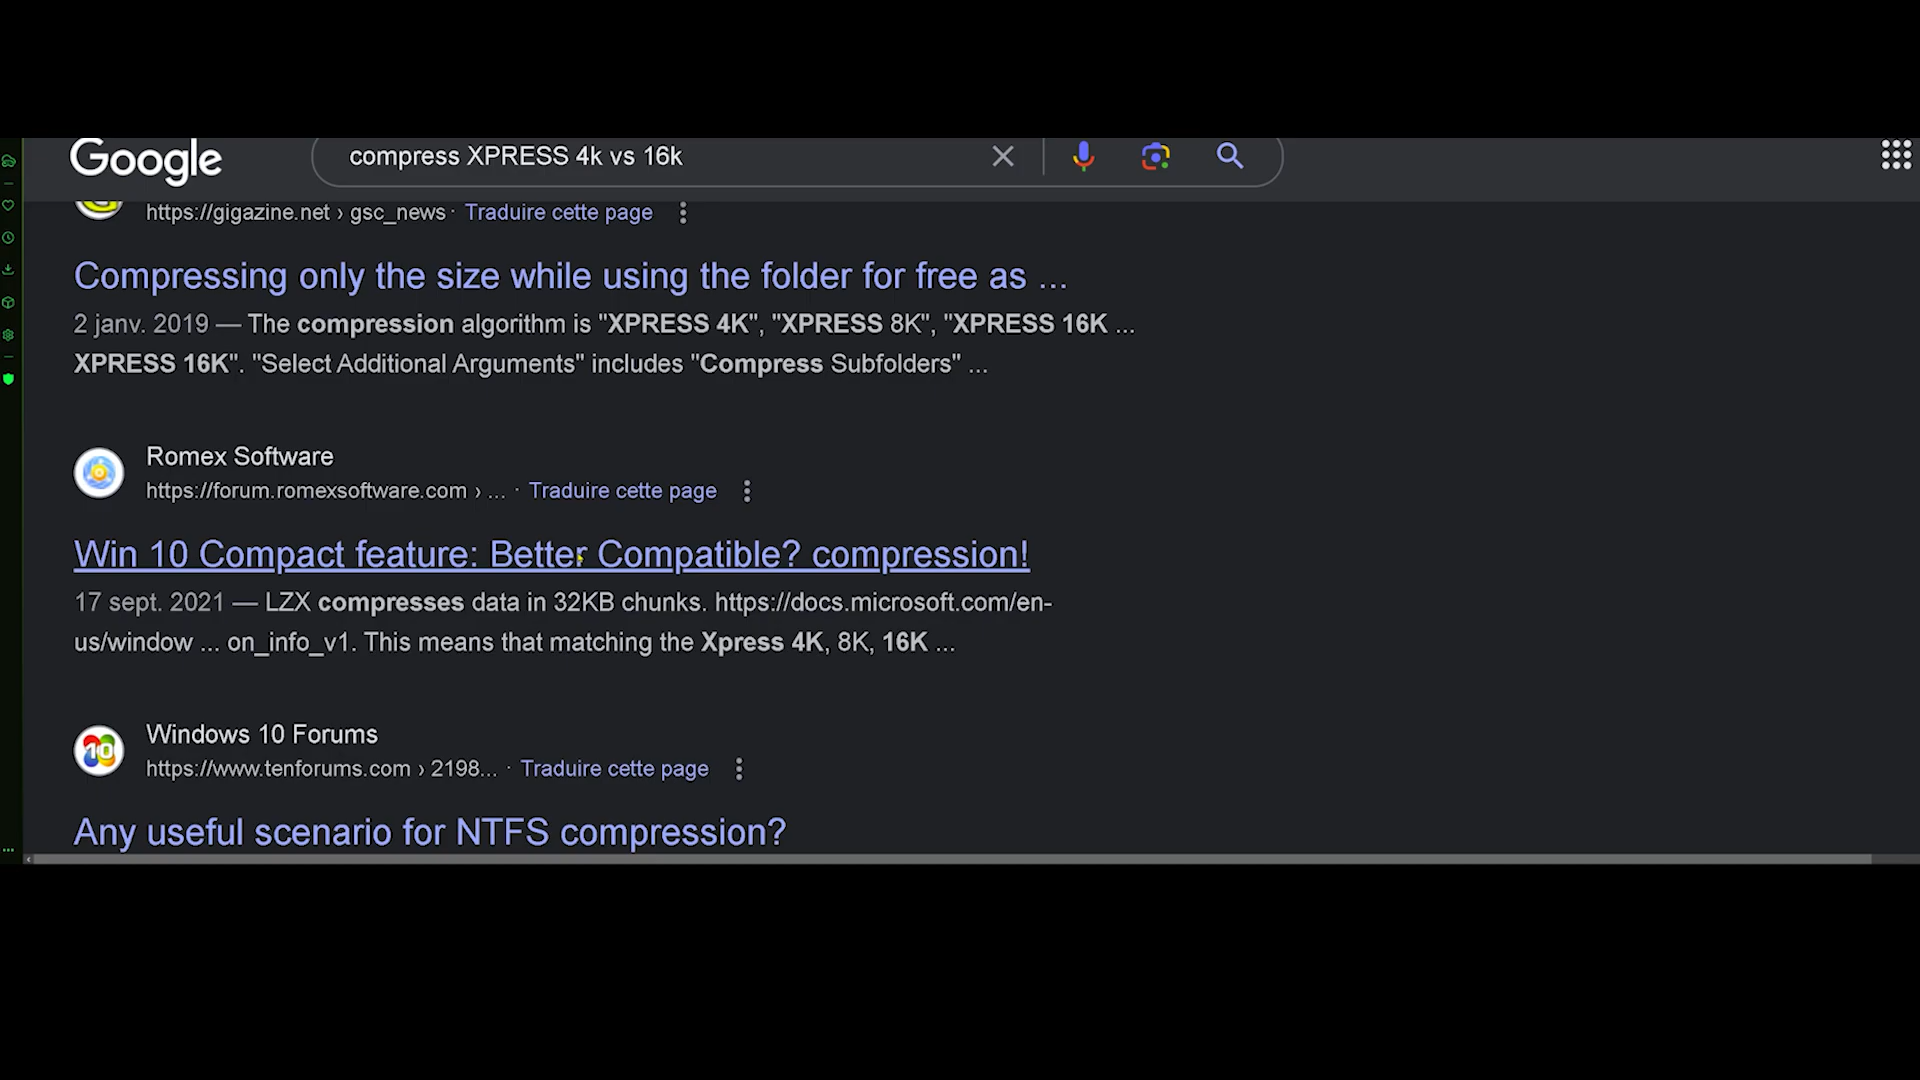 Google
compress XPRESS 4k vs 16k
https://gigazine.net › gsc_news · Traduire cette page
Compressing only the size while using the folder for free as ...
2 janv. 2019 — The compression algorithm is "XPRESS 4K", "XPRESS 8K", "XPRESS 16K ...
XPRESS 16K". "Select Additional Arguments" includes "Compress Subfolders" ...
Romex Software
https://forum.romexsoftware.com › ... · Traduire cette page
Win 10 Compact feature: Better Compatible? compression!
17 sept. 2021 — LZX compresses data in 32KB chunks. https://docs.microsoft.com/en-
us/window ... on_info_v1. This means that matching the Xpress 4K, 8K, 16K ...
10
Windows 10 Forums
https://www.tenforums.com › 2198... · Traduire cette page
Any useful scenario for NTFS compression?